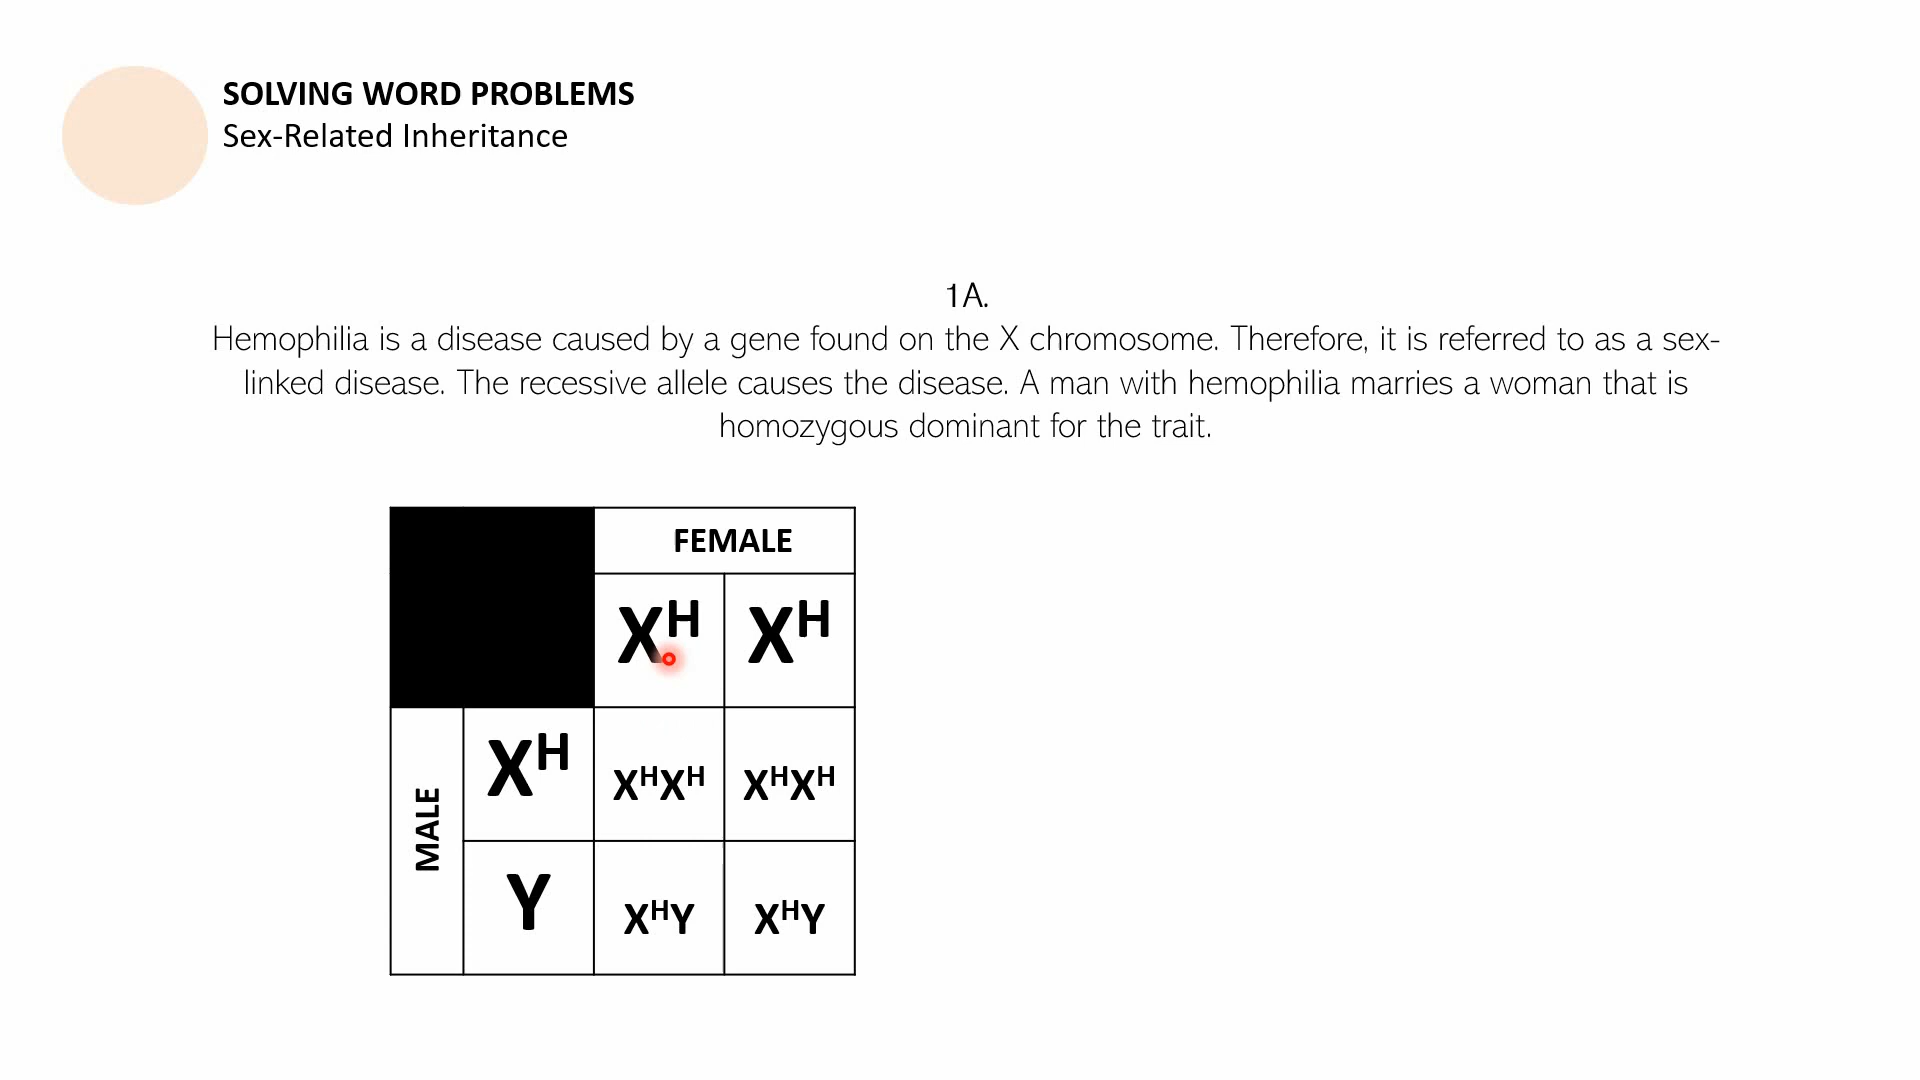 SOLVING WORD PROBLEMS
Sex-Related Inheritance
1A.
Hemophilia is a disease caused by a gene found on the X chromosome. Therefore, it is referred to as a sex-
linked disease. The recessive allele causes the disease. A man with hemophilia marries a woman that is
homozygous dominant for the trait.
FEMALE
Xᴴ Xᴴ
MALE
Xᴴ XᴴXᴴ XᴴXᴴ
Y XᴴY XᴴY